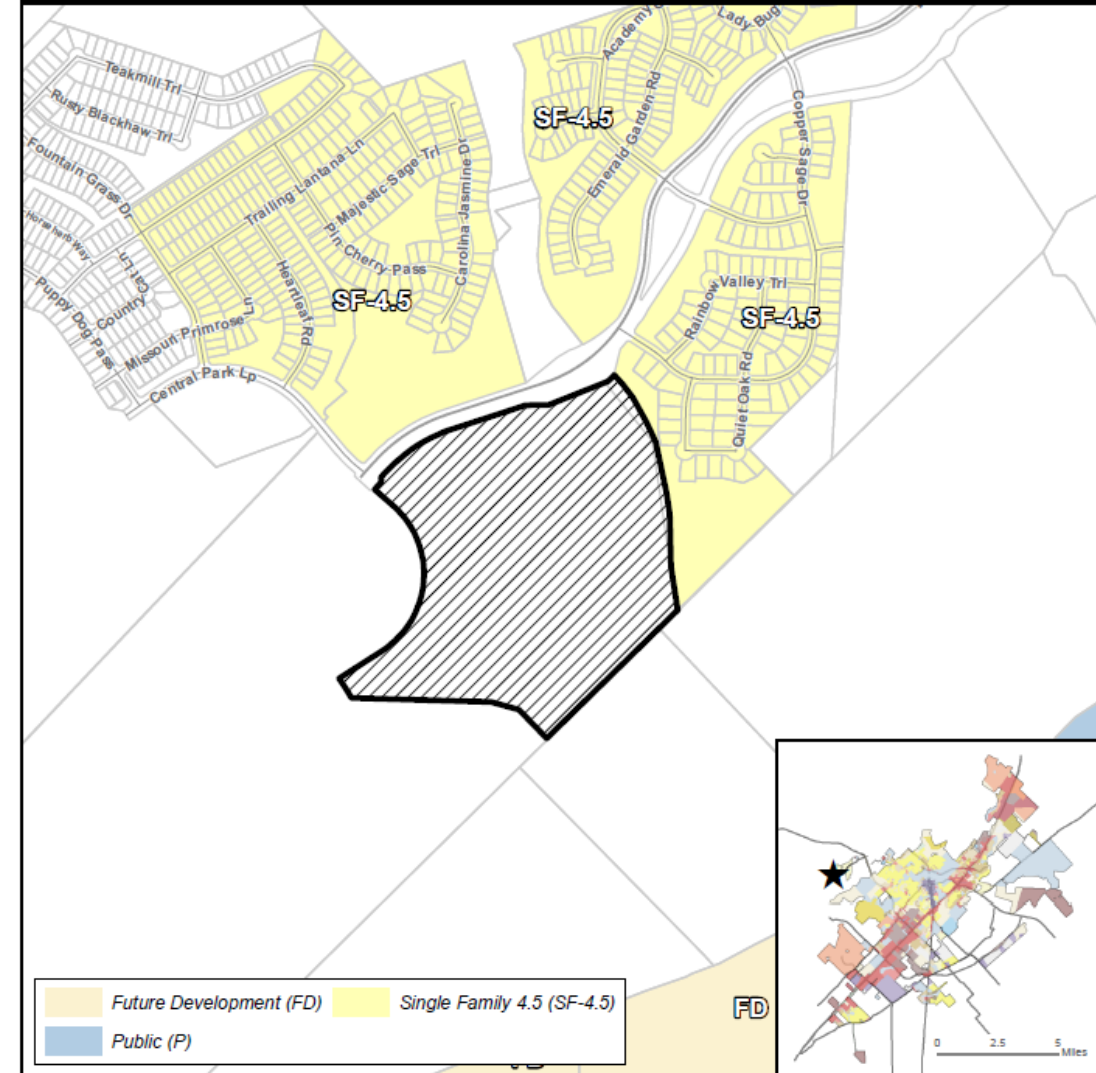 Lady Bug
Academy
Teakmill Trl
Rusty Blackhaw Trl
SF-4.5
Emerald Garden Rd
Copper Sage Dr
Fountain Grass Dr
Trailing Lantana Ln
Majestic Sage Trl
Carolina Jasmine Dr
Horseherb Way
Pin Cherry Pass
Cat Ln
Country
Puppy Dog Pass
Heartleaf Rd
SF-4.5
Valley Trl
Rainbow
SF-4.5
Missouri Primrose Ln
Central Park Lp
Quiet Oak Rd
FD
Future Development (FD)
Single Family 4.5 (SF-4.5)
Public (P)
0 2.5 5
Miles